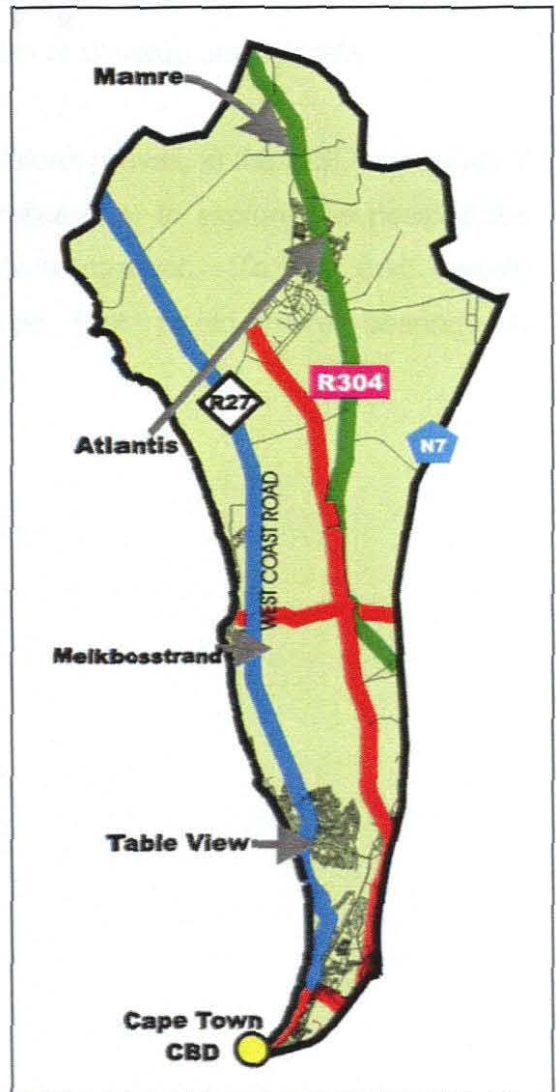 Mamre
R304
R27
N7
Atlantis
WEST COAST ROAD
Melkbosstrand
Table View
Cape Town
CBD